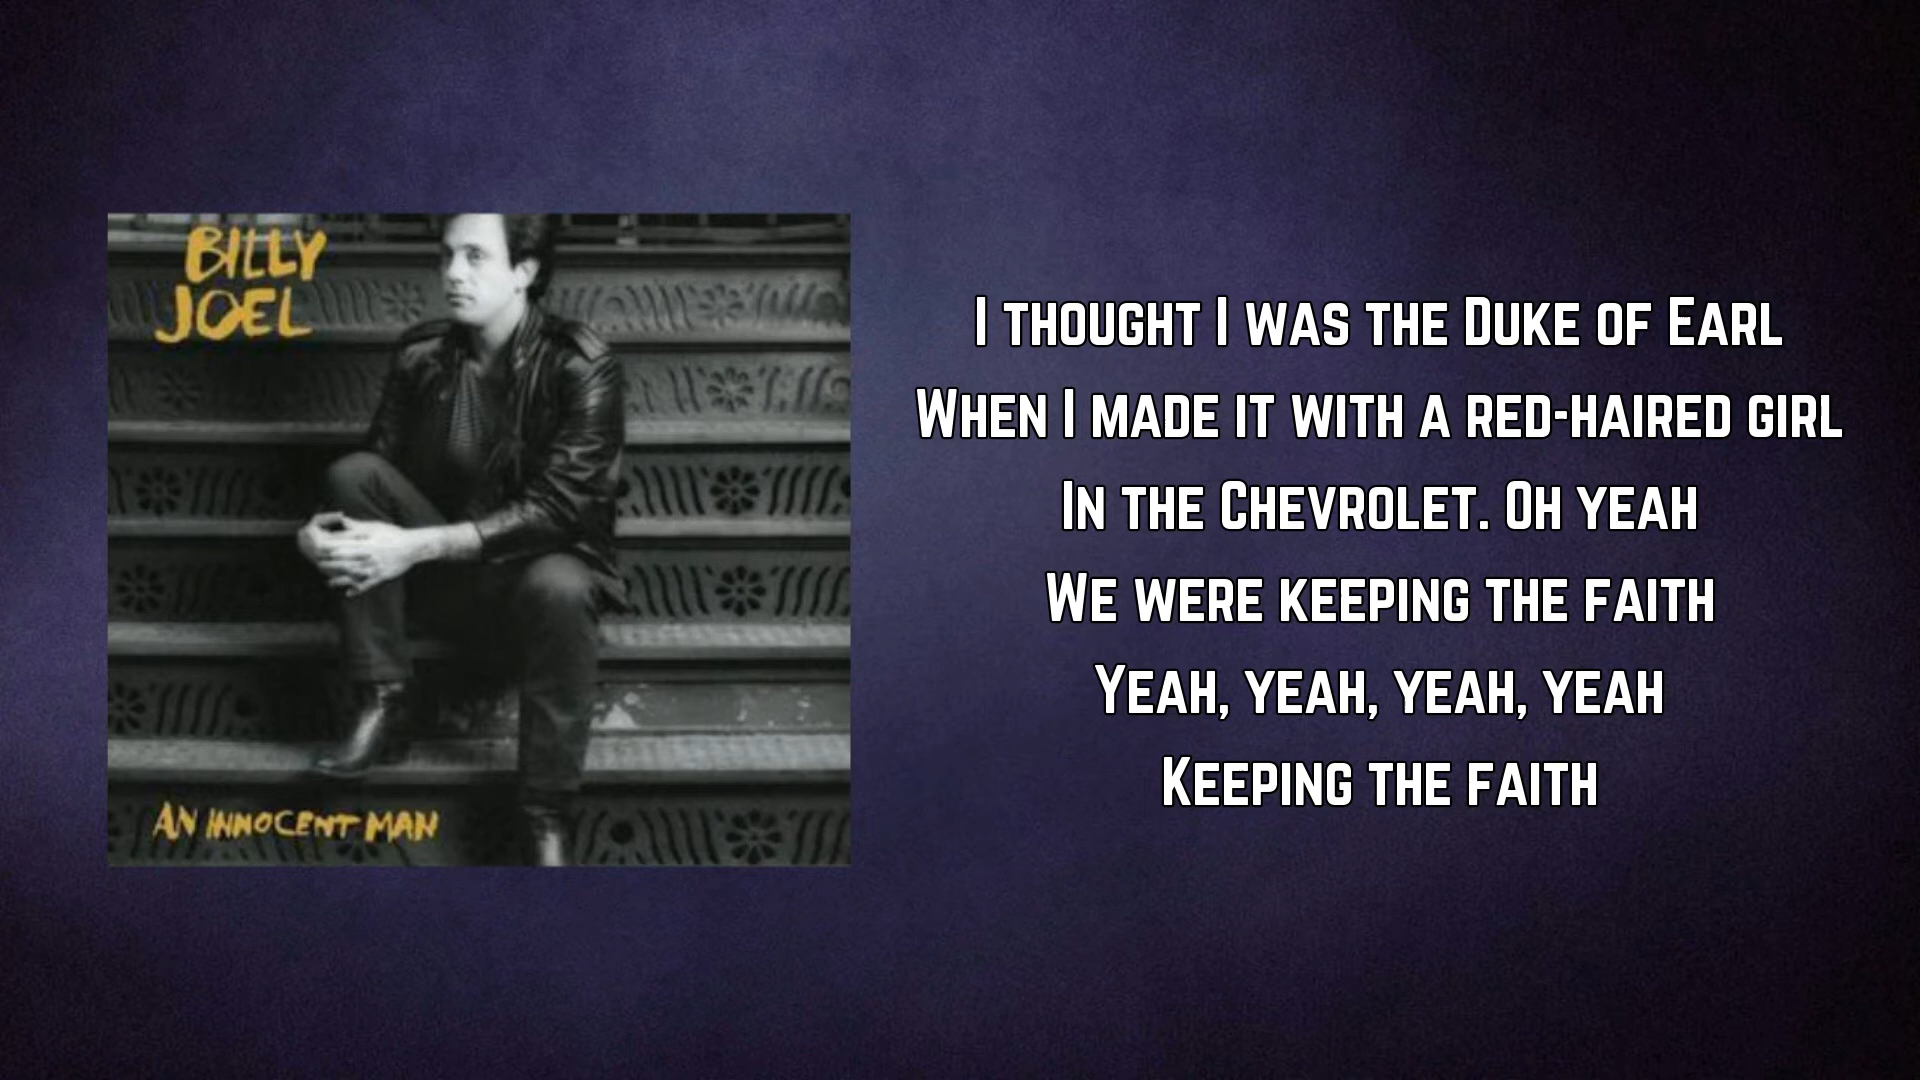 BILLY
JOEL
AN INNOCENT MAN
I thought I was the Duke of Earl
When I made it with a red-haired girl
In the Chevrolet. Oh yeah
We were keeping the faith
Yeah, yeah, yeah, yeah
Keeping the faith